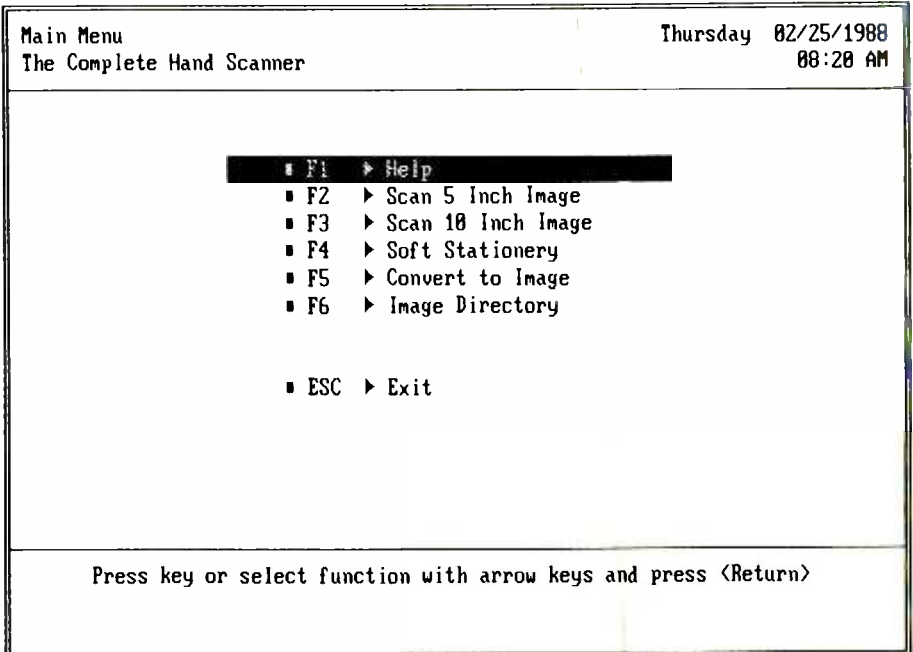 Main Menu Thursday 02/25/1988
The Complete Hand Scanner 08:20 AM
F1 Help
F2 Scan 5 Inch Image
F3 Scan 10 Inch Image
F4 Soft Stationery
F5 Convert to Image
F6 Image Directory
ESC Exit
Press key or select function with arrow keys and press <Return>